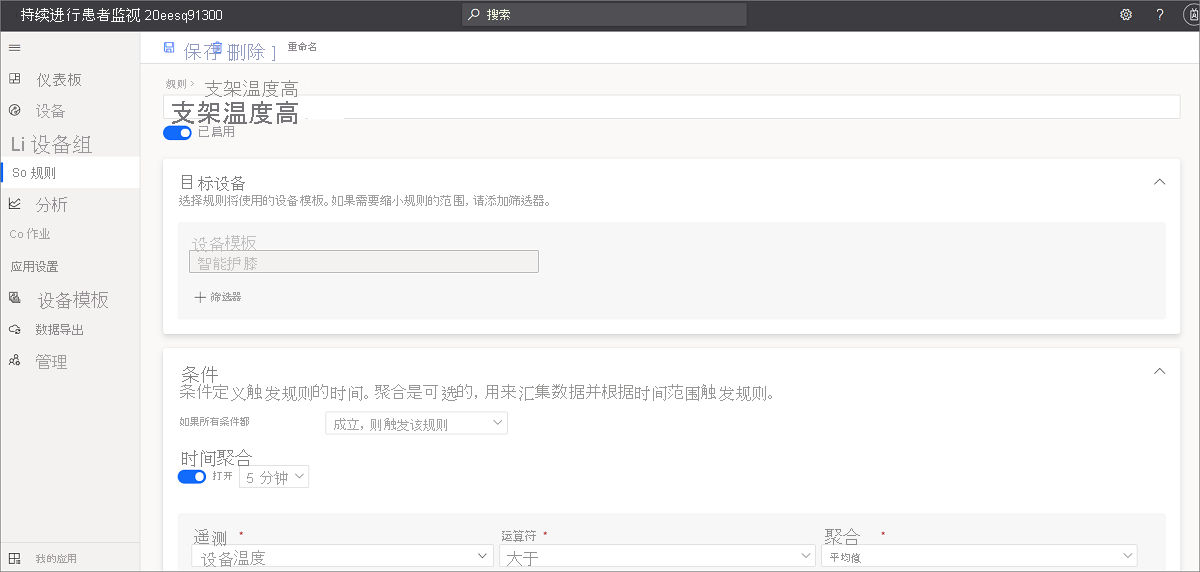 持续进行患者监视 20eesq91300
搜索
?
保存 删除 ] 重命名
仪表板
设备
Li 设备组
So 规则
分析
Co 作业
应用设置
设备模板
数据导出
管理
我的应用
规则 > 支架温度高
支架温度高
已启用
目标设备
选择规则将使用的设备模板。如果需要缩小规则的范围, 请添加筛选器。
设备模板
智能护膝
+ 筛选器
条件
条件定义触发规则的时间。聚合是可选的, 用来汇集数据并根据时间范围触发规则。
如果所有条件都 成立, 则触发该规则
时间聚合
打开 5 分钟
遥测 * 运算符 * 聚合 *
设备温度 大于 平均值